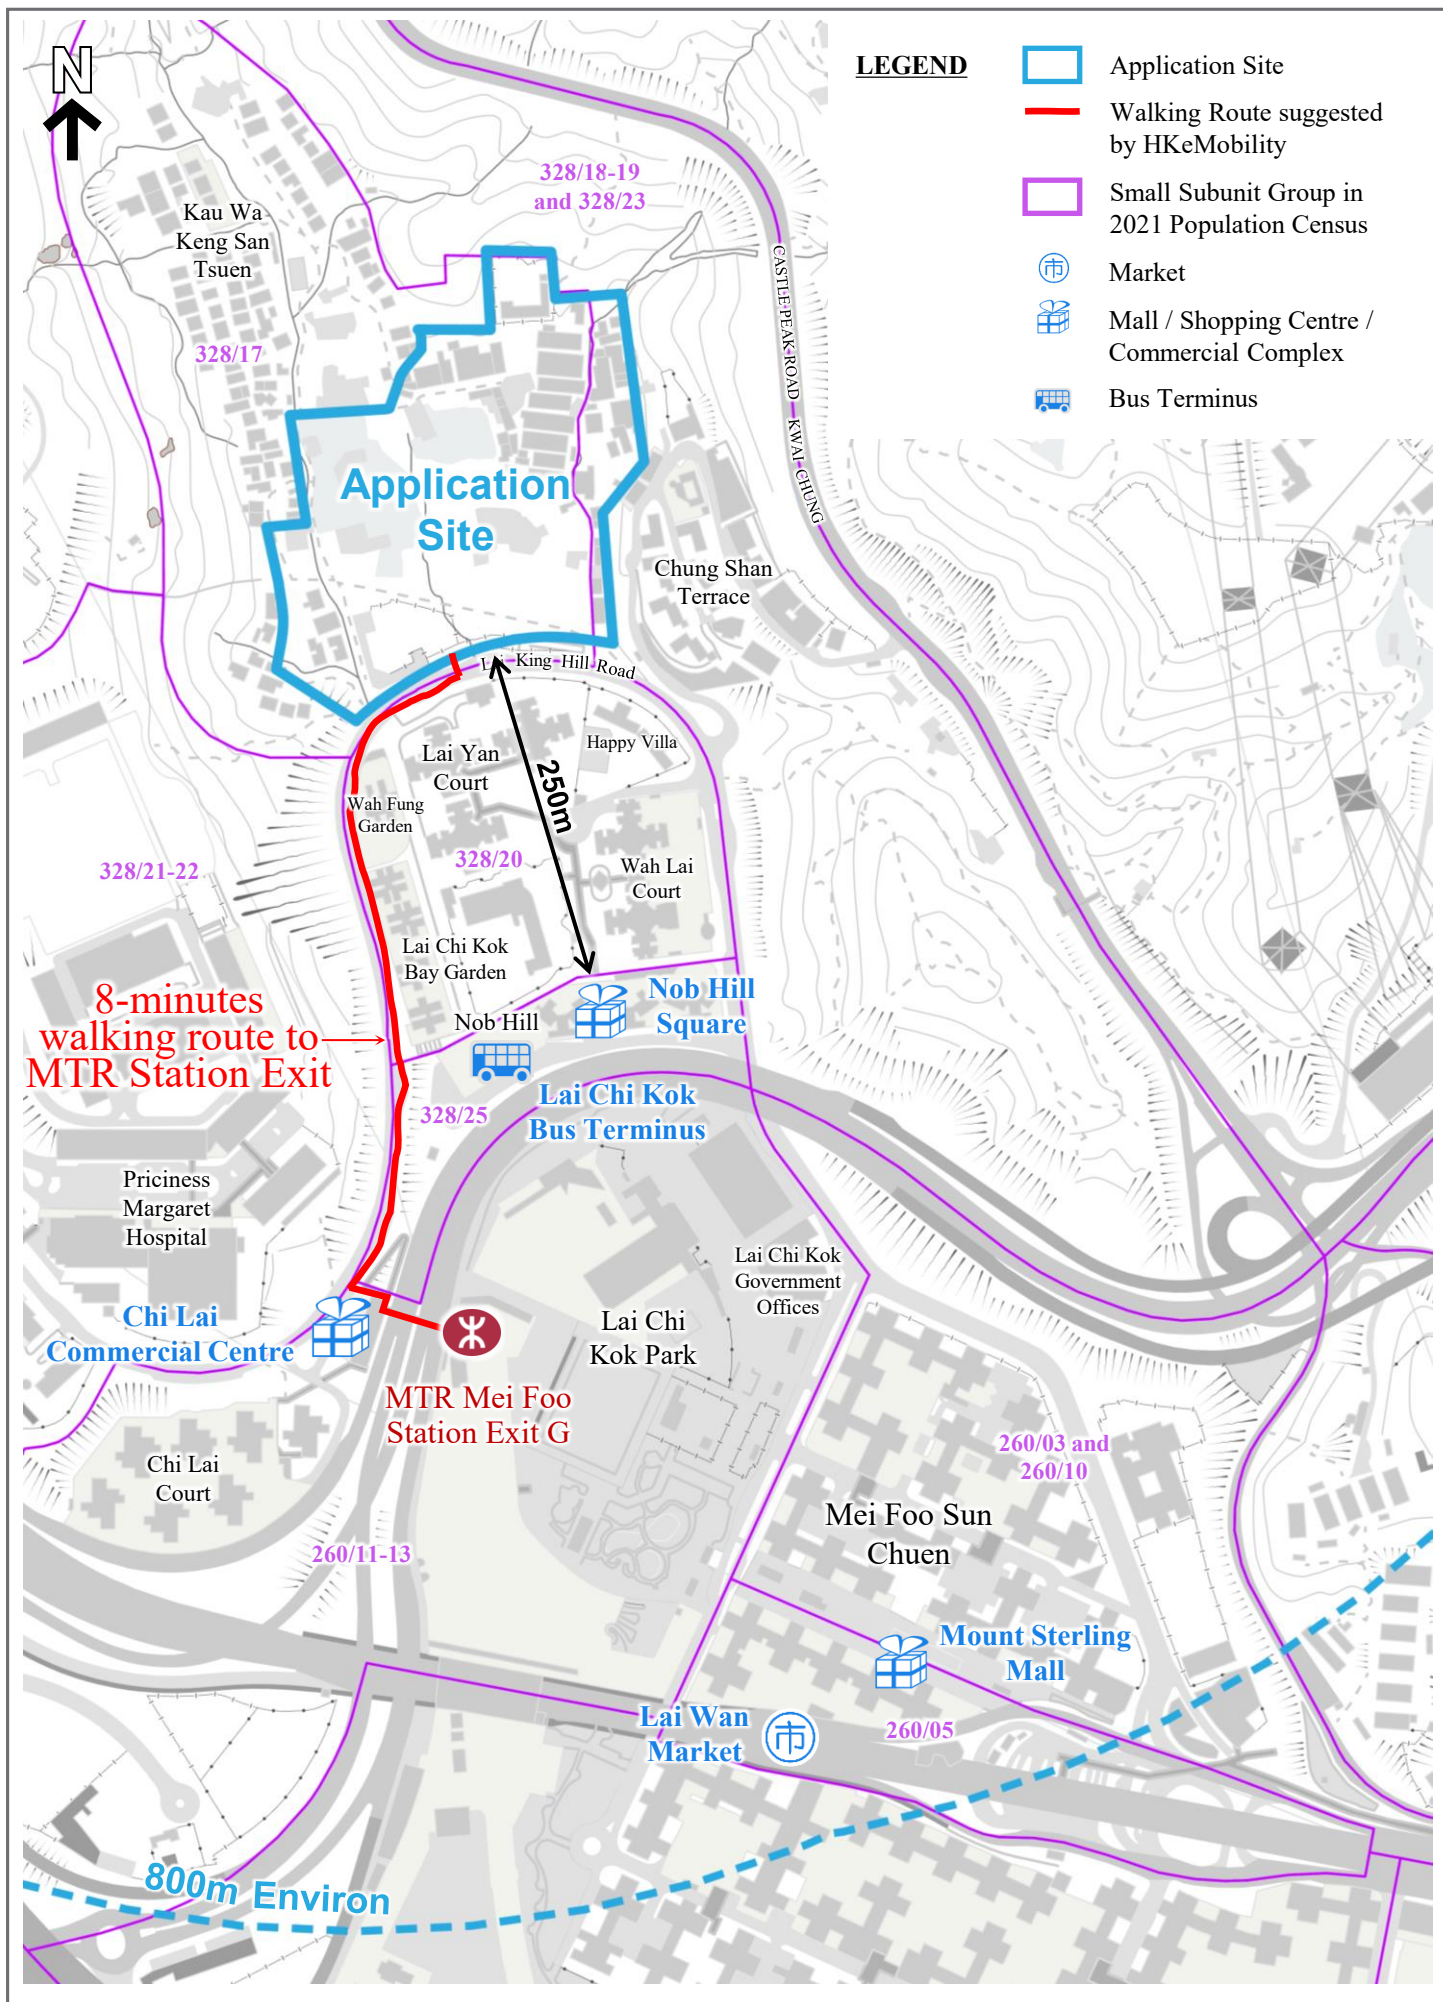 N
LEGEND
Application Site
Walking Route suggested
by HKeMobility
Small Subunit Group in
2021 Population Census
市
Market
Mall / Shopping Centre /
Commercial Complex
Bus Terminus
328/18-19
and 328/23
Kau Wa
Keng San
Tsuen
328/17
CASTLE PEAK ROAD KWAI CHUNG
Application
Site
Chung Shan
Terrace
Lai King Hill Road
Lai Yan
Court
Happy Villa
250m
Wah Fung
Garden
328/20
328/21-22
Wah Lai
Court
Lai Chi Kok
Bay Garden
8-minutes
walking route to
MTR Station Exit
Nob Hill
Square
Nob Hill
Lai Chi Kok
Bus Terminus
328/25
Priciness
Margaret
Hospital
Lai Chi Kok
Government
Offices
Chi Lai
Commercial Centre
Lai Chi
Kok Park
MTR Mei Foo
Station Exit G
260/03 and
260/10
Chi Lai
Court
Mei Foo Sun
Chuen
260/11-13
Mount Sterling
Mall
Lai Wan
Market
市
260/05
800m Environ